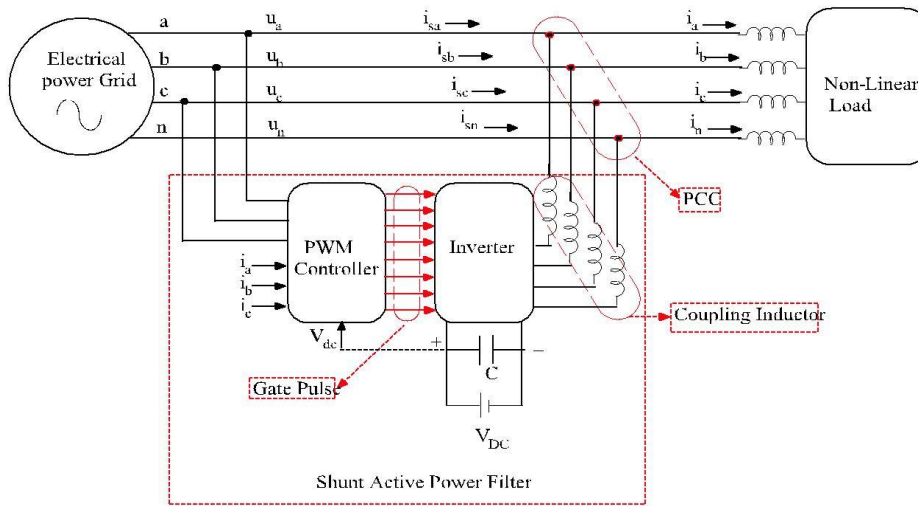 a
u_a
i_sa
i_a
Electrical
power Grid
b
u_b
i_sb
i_b
c
u_c
i_sc
i_c
Non-Linear
Load
n
u_n
i_sn
i_n
PCC
PWM
Controller
Inverter
i_a
i_b
i_c
V_dc
+
−
C
Coupling Inductor
Gate Pulse
V_DC
Shunt Active Power Filter